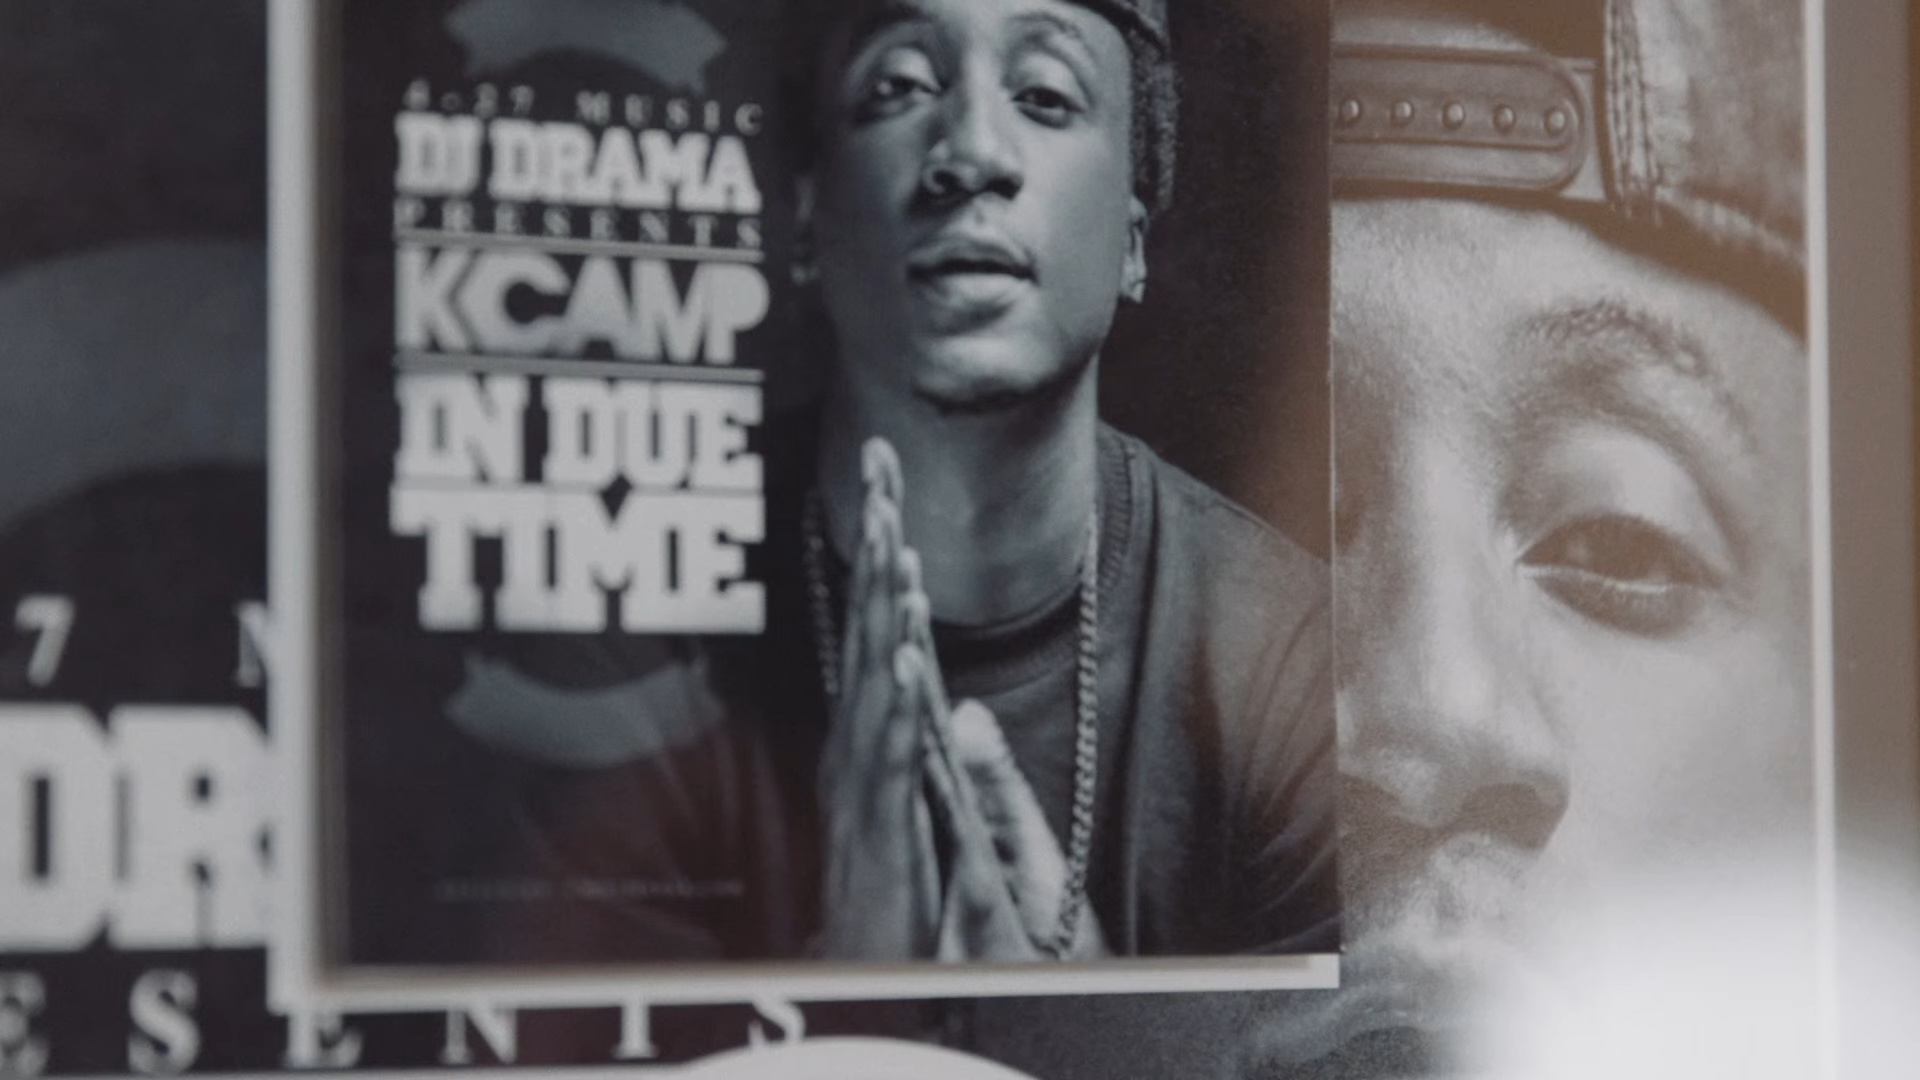 4-27 MUSIC
DJ DRAMA
PRESENTS
KCAMP
IN DUE
TIME
7
DR
ESENTS